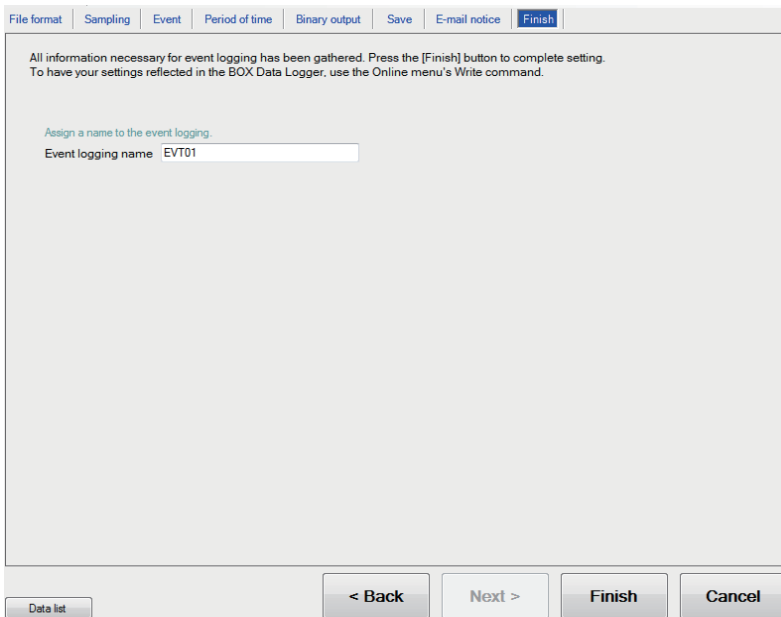 File format Sampling Event Period of time Binary output Save E-mail notice Finish
All information necessary for event logging has been gathered. Press the [Finish] button to complete setting.
To have your settings reflected in the BOX Data Logger, use the Online menu's Write command.
Assign a name to the event logging.
Event logging name EVT01
< Back Next > Finish Cancel
Data list